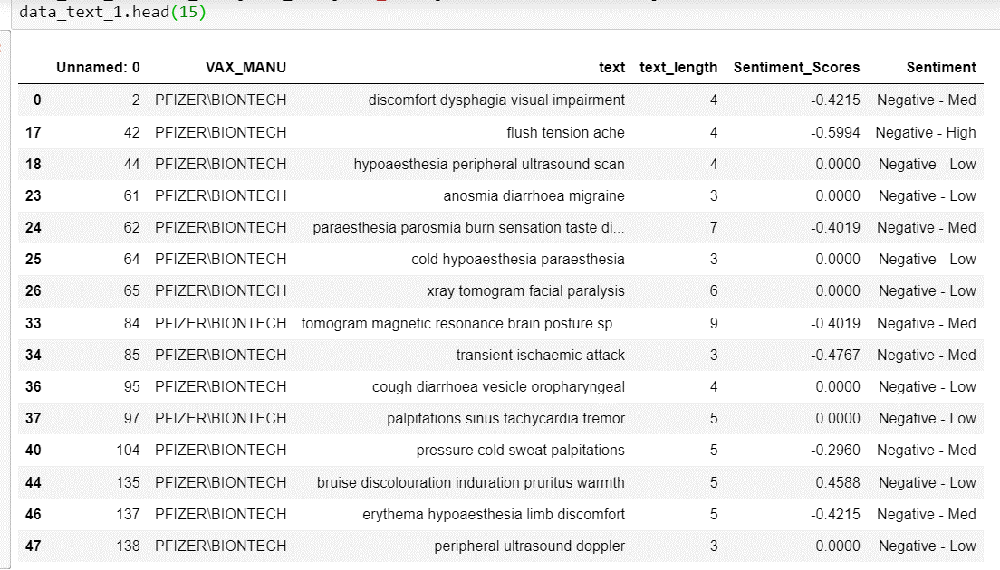 data_text_1.head(15)
Unnamed: 0 VAX_MANU text text_length Sentiment_Scores Sentiment
0 2 PFIZER\BIONTECH discomfort dysphagia visual impairment 4 -0.4215 Negative - Med
17 42 PFIZER\BIONTECH flush tension ache 4 -0.5994 Negative - High
18 44 PFIZER\BIONTECH hypoaesthesia peripheral ultrasound scan 4 0.0000 Negative - Low
23 61 PFIZER\BIONTECH anosmia diarrhoea migraine 3 0.0000 Negative - Low
24 62 PFIZER\BIONTECH paraesthesia parosmia burn sensation taste di... 7 -0.4019 Negative - Med
25 64 PFIZER\BIONTECH cold hypoaesthesia paraesthesia 3 0.0000 Negative - Low
26 65 PFIZER\BIONTECH xray tomogram facial paralysis 6 0.0000 Negative - Low
33 84 PFIZER\BIONTECH tomogram magnetic resonance brain posture sp... 9 -0.4019 Negative - Med
34 85 PFIZER\BIONTECH transient ischaemic attack 3 -0.4767 Negative - Med
36 95 PFIZER\BIONTECH cough diarrhoea vesicle oropharyngeal 4 0.0000 Negative - Low
37 97 PFIZER\BIONTECH palpitations sinus tachycardia tremor 5 0.0000 Negative - Low
40 104 PFIZER\BIONTECH pressure cold sweat palpitations 5 -0.2960 Negative - Med
44 135 PFIZER\BIONTECH bruise discolouration induration pruritus warmth 5 0.4588 Negative - Low
46 137 PFIZER\BIONTECH erythema hypoaesthesia limb discomfort 5 -0.4215 Negative - Med
47 138 PFIZER\BIONTECH peripheral ultrasound doppler 3 0.0000 Negative - Low